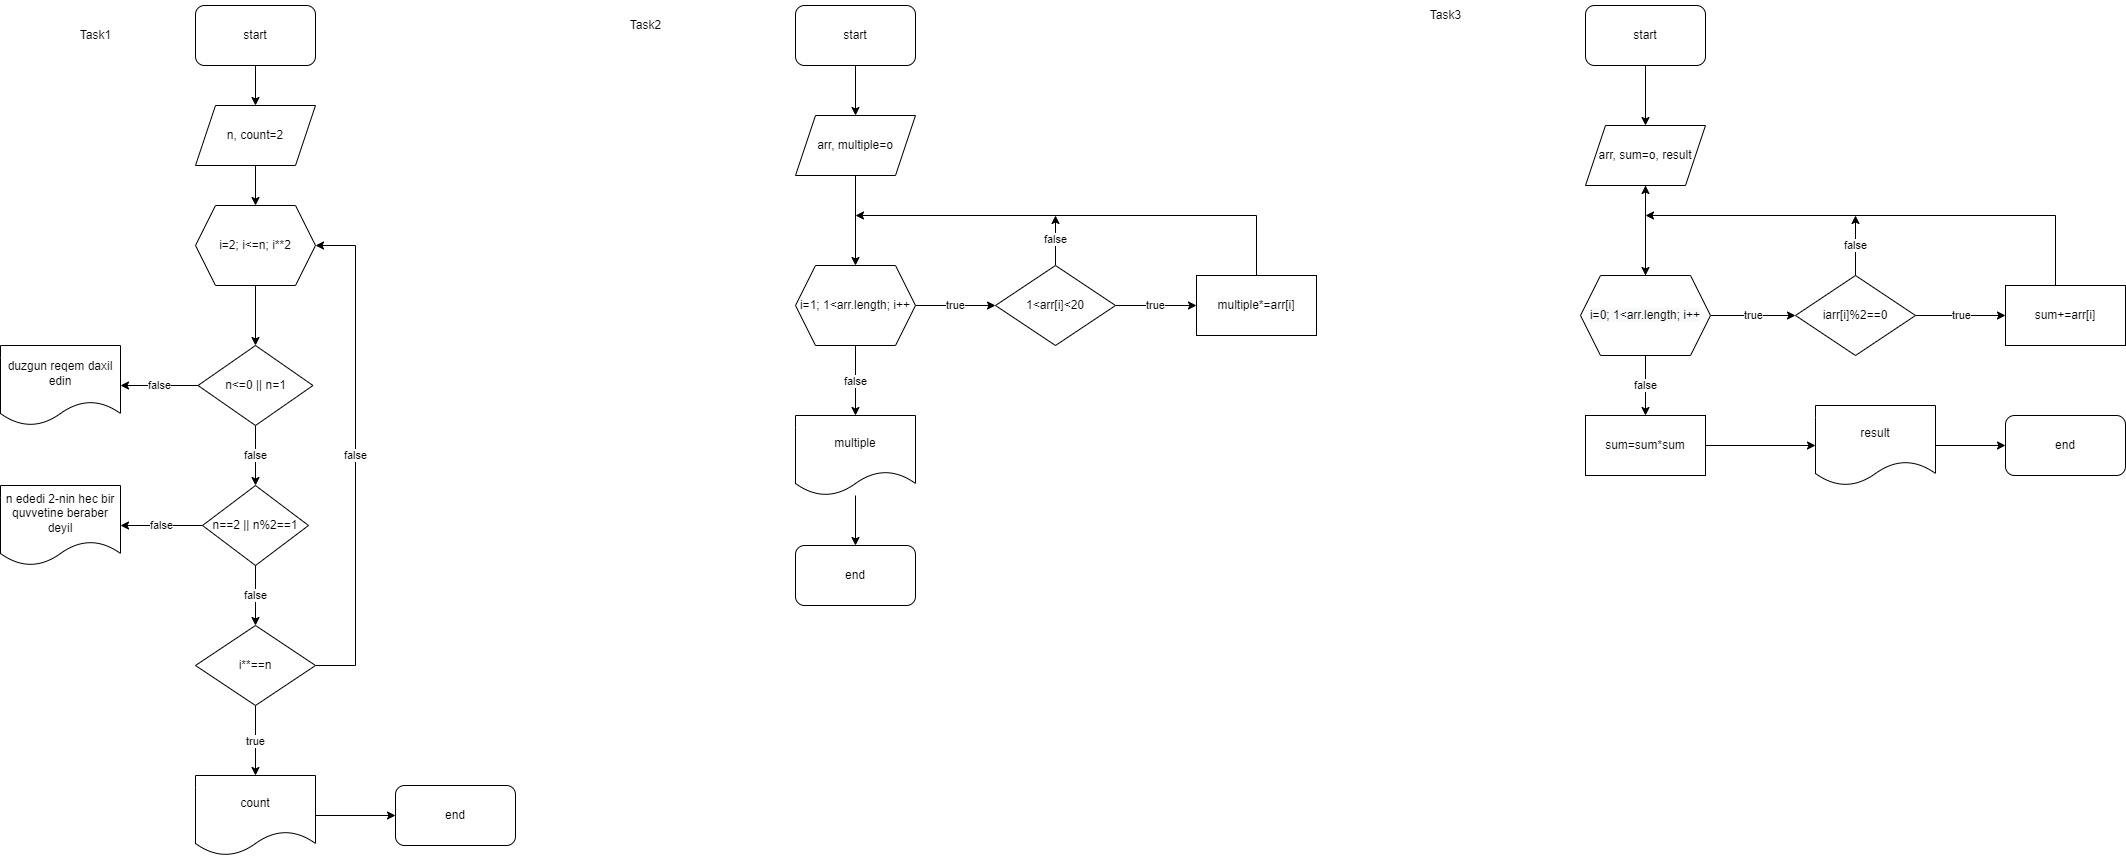 Task1
start
n, count=2
i=2; i<=n; i**2
n<=0 || n=1
false
duzgun reqem daxil
edin
false
n==2 || n%2==1
false
n ededi 2-nin hec bir
quvvetine beraber
deyil
false
i**==n
false
true
count
end
Task2
start
arr, multiple=o
i=1; 1<arr.length; i++
true
1<arr[i]<20
false
true
multiple*=arr[i]
false
multiple
end
Task3
start
arr, sum=o, result
i=0; 1<arr.length; i++
true
iarr[i]%2==0
false
true
sum+=arr[i]
false
sum=sum*sum
result
end